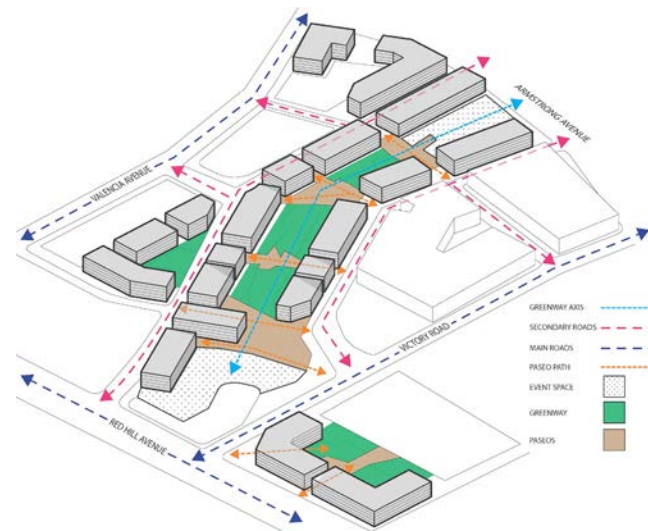 ARMSTRONG AVENUE
VALENCIA AVENUE
VICTORY ROAD
RED HILL AVENUE
GREENWAY AXIS
SECONDARY ROADS
MAIN ROADS
PASEO PATH
EVENT SPACE
GREENWAY
PASEOS